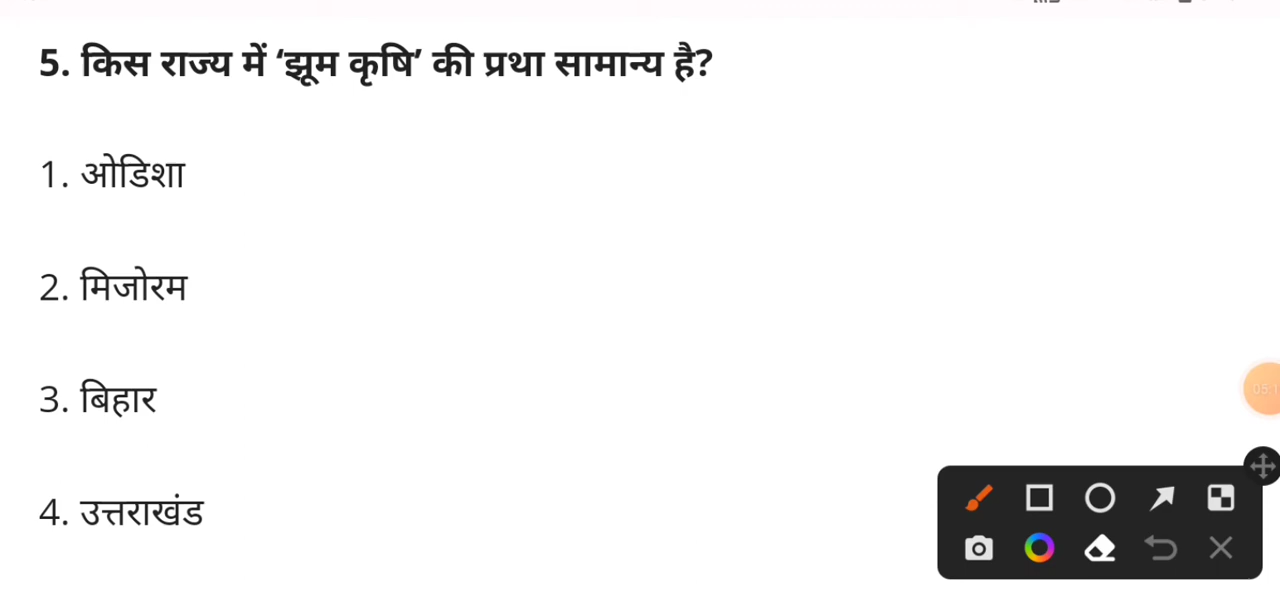 5. किस राज्य में ‘झूम कृषि’ की प्रथा सामान्य है?
1. ओडिशा
2. मिजोरम
3. बिहार
4. उत्तराखंड